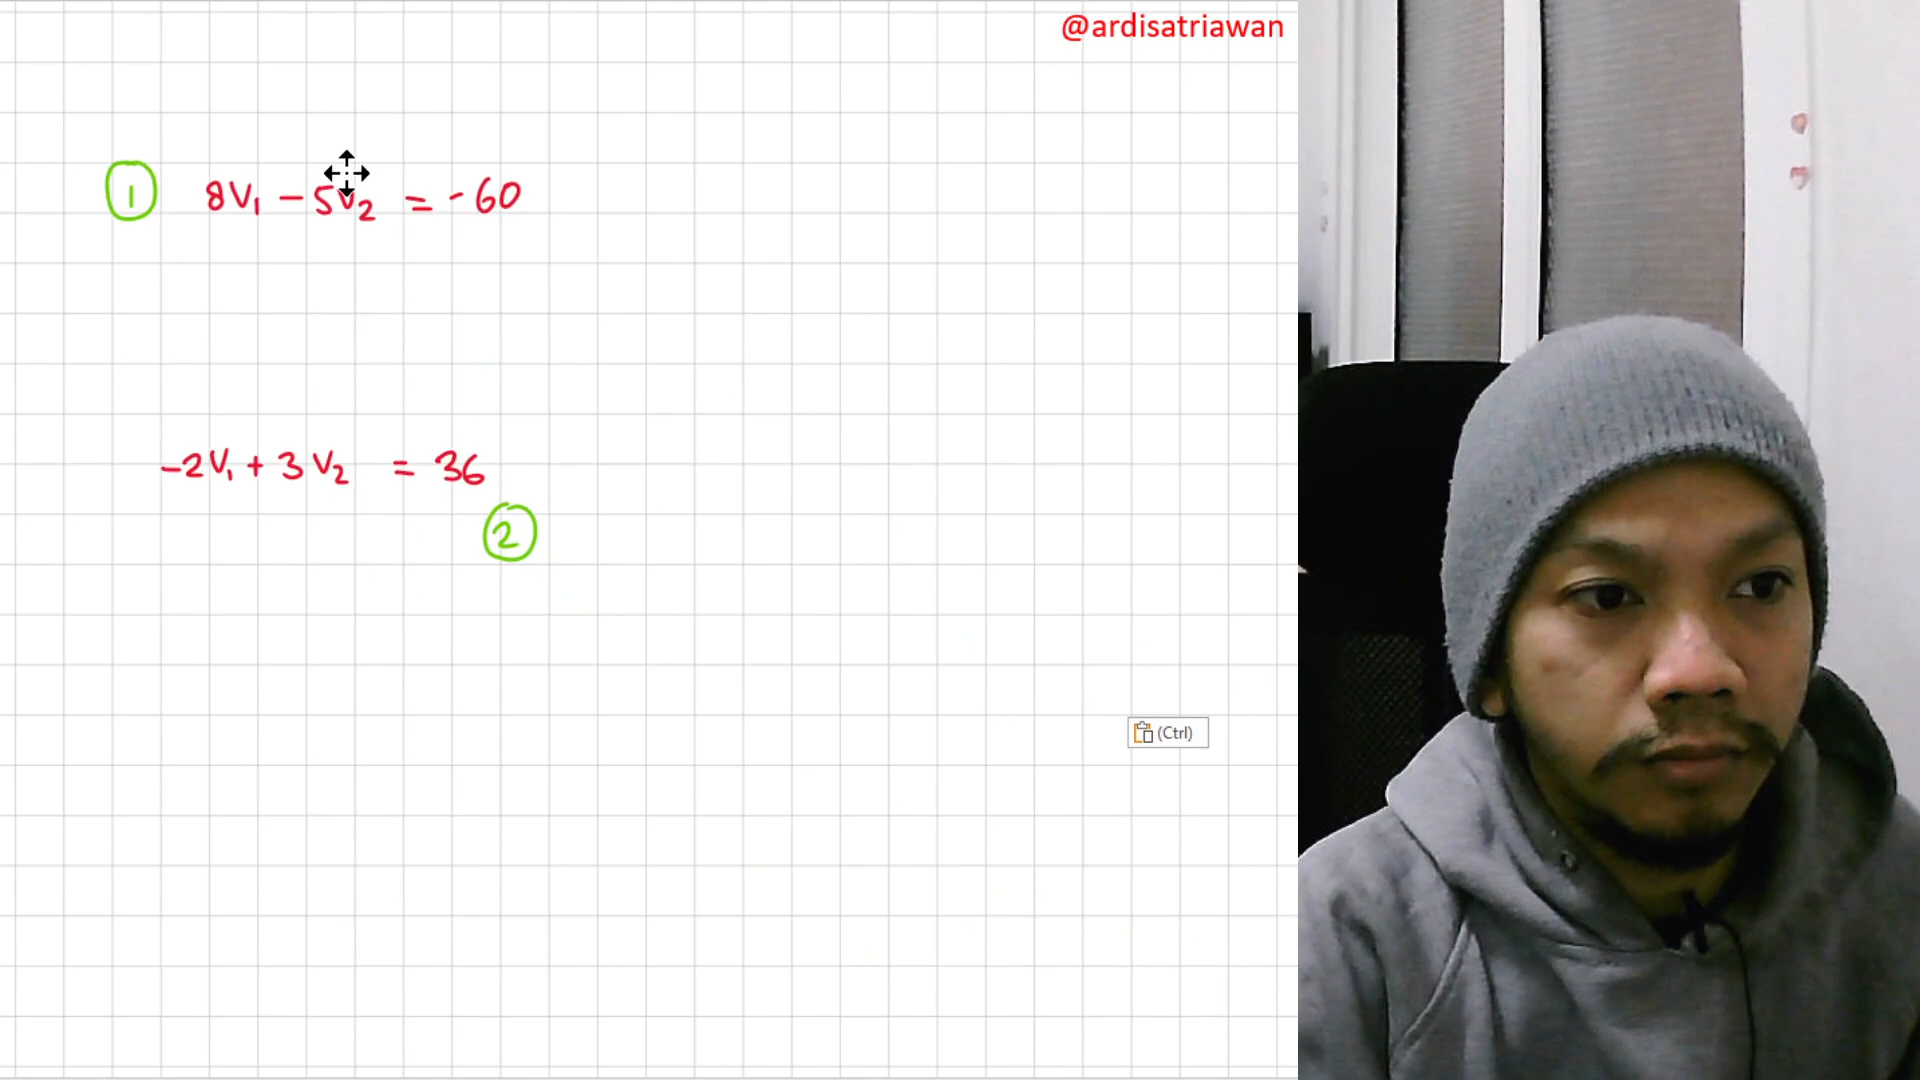 @ardisatriawan
① 8V₁ - 5V₂ = -60
-2V₁ + 3V₂ = 36
②
(Ctrl)